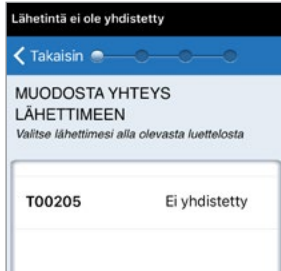 Lähetintä ei ole yhdistetty
Takaisin
MUODOSTA YHTEYS
LÄHETTIMEEN
Valitse lähettimesi alla olevasta luettelosta
T00205 Ei yhdistetty